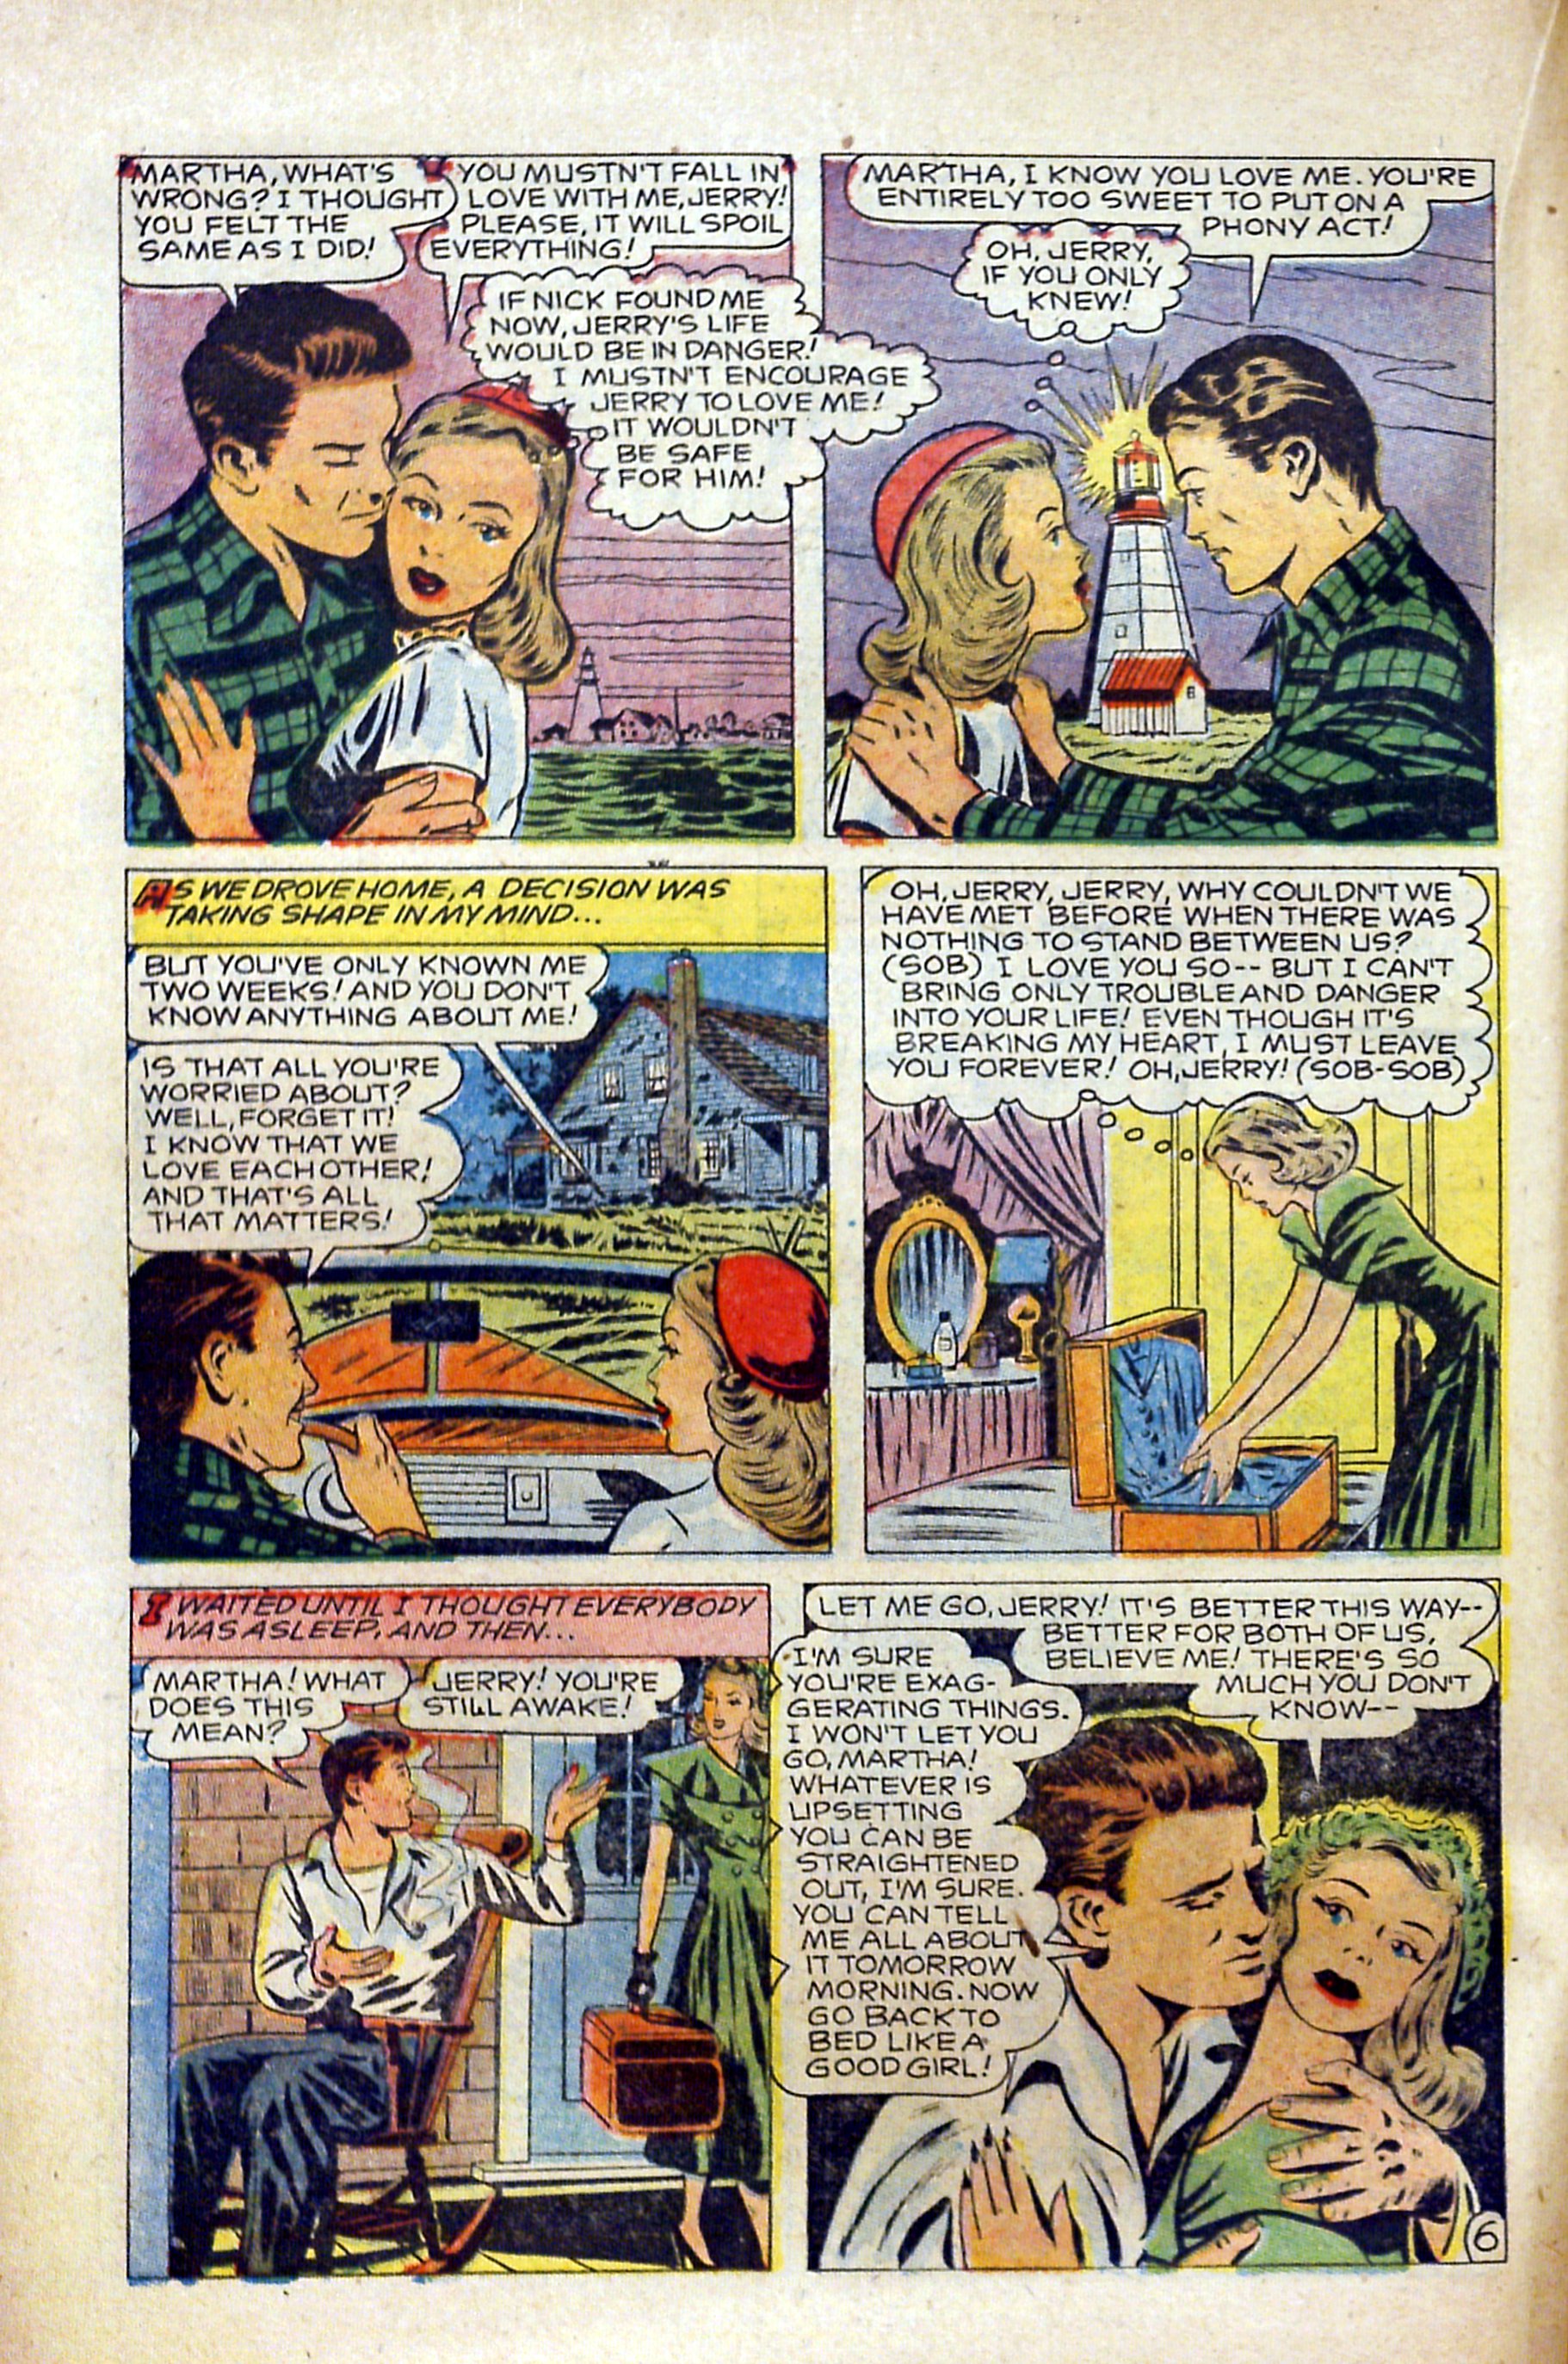 MARTHA, WHAT'S
WRONG? I THOUGHT
YOU FELT THE
SAME AS I DID!
YOU MUSTN'T FALL IN
LOVE WITH ME, JERRY!
PLEASE, IT WILL SPOIL
EVERYTHING!
IF NICK FOUND ME
NOW, JERRY'S LIFE
WOULD BE IN DANGER!
I MUSTN'T ENCOURAGE
JERRY TO LOVE ME!
IT WOULDN'T
BE SAFE
FOR HIM!
MARTHA, I KNOW YOU LOVE ME. YOU'RE
ENTIRELY TOO SWEET TO PUT ON A
PHONY ACT!
OH, JERRY,
IF YOU ONLY
KNEW!
AS WE DROVE HOME, A DECISION WAS
TAKING SHAPE IN MY MIND...
BUT YOU'VE ONLY KNOWN ME
TWO WEEKS! AND YOU DON'T
KNOW ANYTHING ABOUT ME!
IS THAT ALL YOU'RE
WORRIED ABOUT?
WELL, FORGET IT!
I KNOW THAT WE
LOVE EACH OTHER!
AND THAT'S ALL
THAT MATTERS!
OH, JERRY, JERRY, WHY COULDN'T WE
HAVE MET BEFORE WHEN THERE WAS
NOTHING TO STAND BETWEEN US?
(SOB) I LOVE YOU SO-- BUT I CAN'T
BRING ONLY TROUBLE AND DANGER
INTO YOUR LIFE! EVEN THOUGH IT'S
BREAKING MY HEART, I MUST LEAVE
YOU FOREVER! OH, JERRY! (SOB-SOB)
I WAITED UNTIL I THOUGHT EVERYBODY
WAS ASLEEP, AND THEN...
MARTHA! WHAT
DOES THIS
MEAN?
JERRY! YOU'RE
STILL AWAKE!
LET ME GO, JERRY! IT'S BETTER THIS WAY--
BETTER FOR BOTH OF US,
BELIEVE ME! THERE'S SO
MUCH YOU DON'T
KNOW--
I'M SURE
YOU'RE EXAG-
GERATING THINGS.
I WON'T LET YOU
GO, MARTHA!
WHATEVER IS
UPSETTING
YOU CAN BE
STRAIGHTENED
OUT, I'M SURE.
YOU CAN TELL
ME ALL ABOUT
IT TOMORROW
MORNING. NOW
GO BACK TO
BED LIKE A
GOOD GIRL!
6